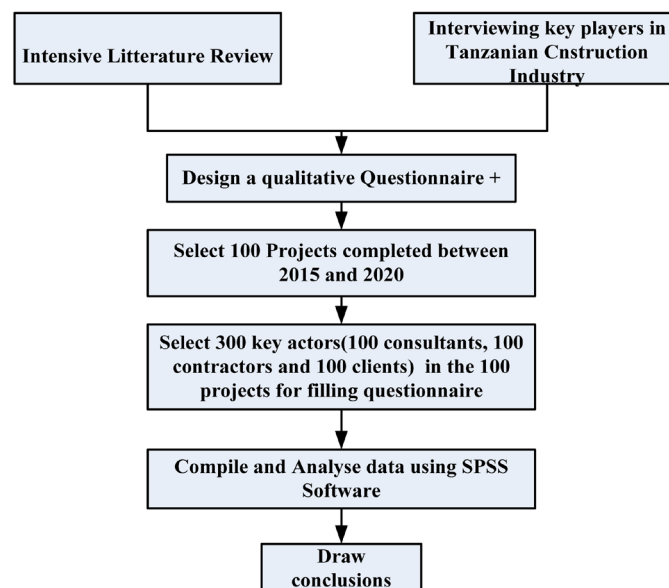 Intensive Litterature Review
Interviewing key players in
Tanzanian Cnstruction
Industry
Design a qualitative Questionnaire +
Select 100 Projects completed between
2015 and 2020
Select 300 key actors(100 consultants, 100
contractors and 100 clients) in the 100
projects for filling questionnaire
Compile and Analyse data using SPSS
Software
Draw
conclusions